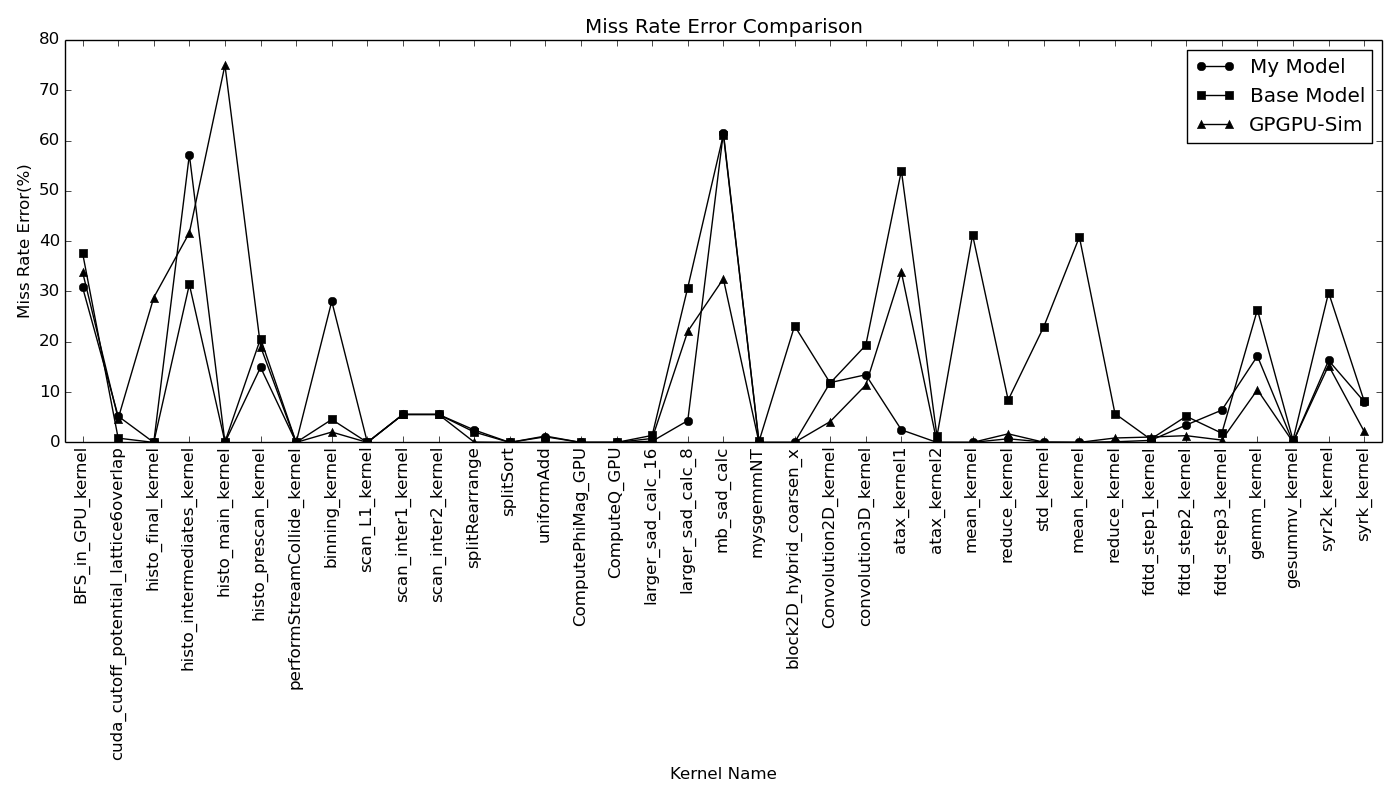 Miss Rate Error Comparison
80
70
60
50
40
30
20
10
0
Miss Rate Error(%)
My Model
Base Model
GPGPU-Sim
BFS_in_GPU_kernel
cuda_cutoff_potential_lattice6overlap
histo_final_kernel
histo_intermediates_kernel
histo_main_kernel
histo_prescan_kernel
performStreamCollide_kernel
binning_kernel
scan_L1_kernel
scan_inter1_kernel
scan_inter2_kernel
splitRearrange
splitSort
uniformAdd
ComputePhiMag_GPU
ComputeQ_GPU
larger_sad_calc_16
larger_sad_calc_8
mb_sad_calc
mysgemmNT
block2D_hybrid_coarsen_x
Convolution2D_kernel
convolution3D_kernel
atax_kernel1
atax_kernel2
mean_kernel
reduce_kernel
std_kernel
mean_kernel
reduce_kernel
fdtd_step1_kernel
fdtd_step2_kernel
fdtd_step3_kernel
gemm_kernel
gesummv_kernel
syr2k_kernel
syrk_kernel
Kernel Name